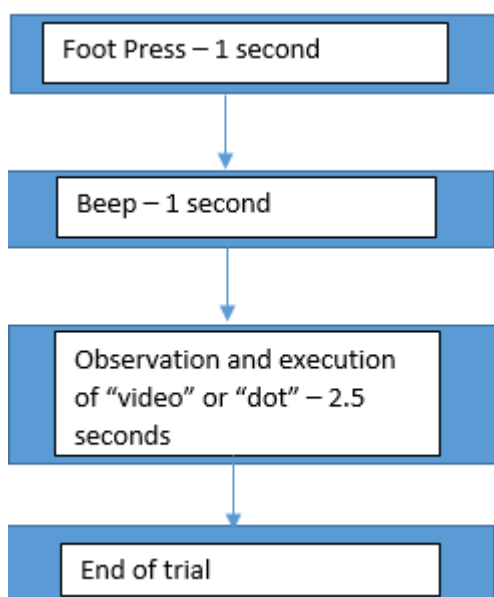 Foot Press – 1 second
Beep – 1 second
Observation and execution
of “video” or “dot” – 2.5
seconds
End of trial